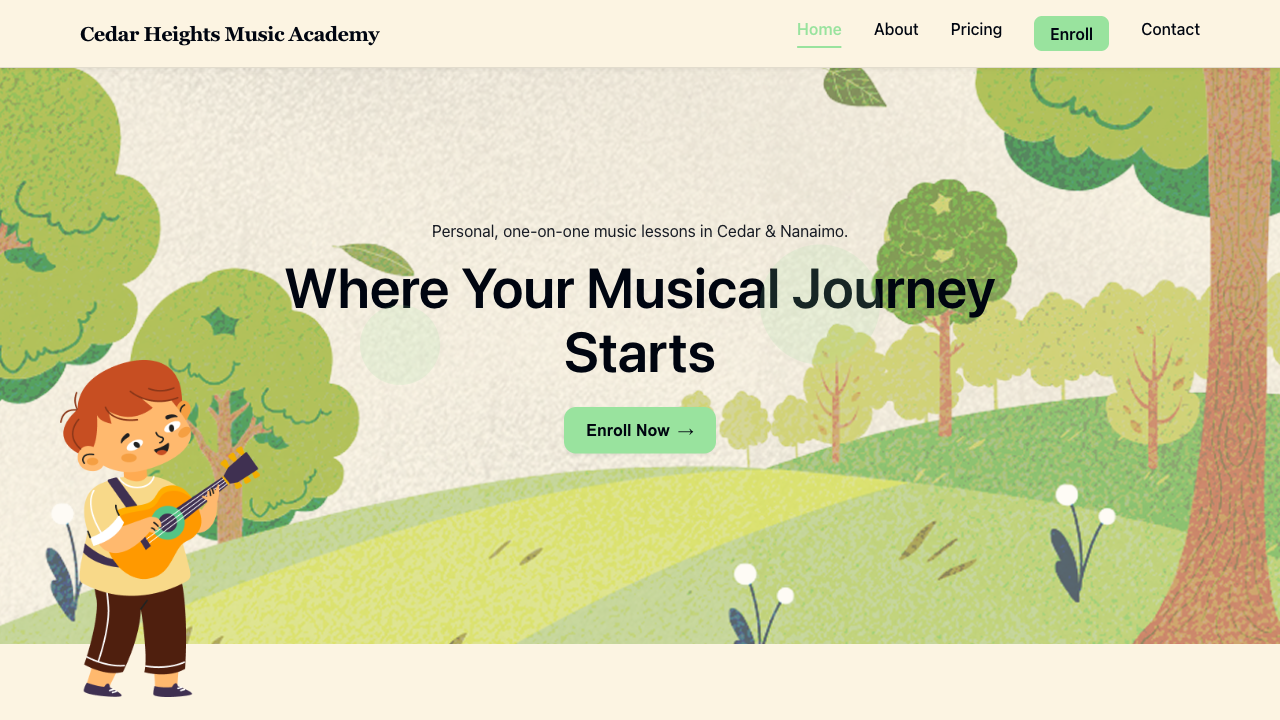 Cedar Heights Music Academy
Home
About
Pricing
Enroll
Contact
Personal, one-on-one music lessons in Cedar & Nanaimo.
Where Your Musical Journey
Starts
Enroll Now →